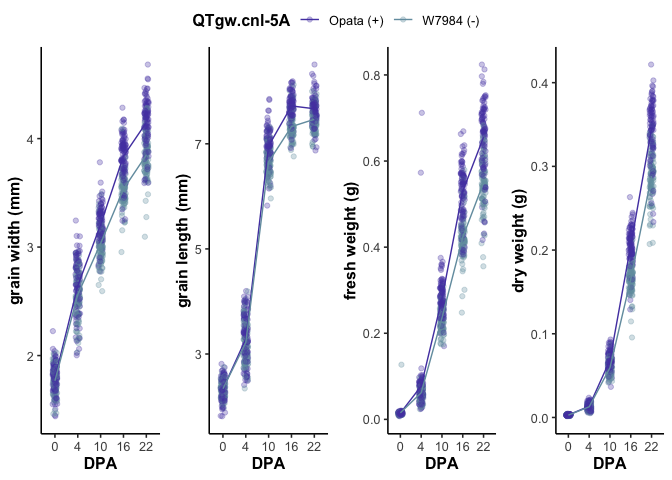 QTgw.cnl-5A Opata (+) W7984 (-)
grain width (mm)
4
3
2
0 4 10 16 22
DPA
grain length (mm)
7
5
3
0 4 10 16 22
DPA
fresh weight (g)
0.8
0.6
0.4
0.2
0.0
0 4 10 16 22
DPA
dry weight (g)
0.4
0.3
0.2
0.1
0.0
0 4 10 16 22
DPA